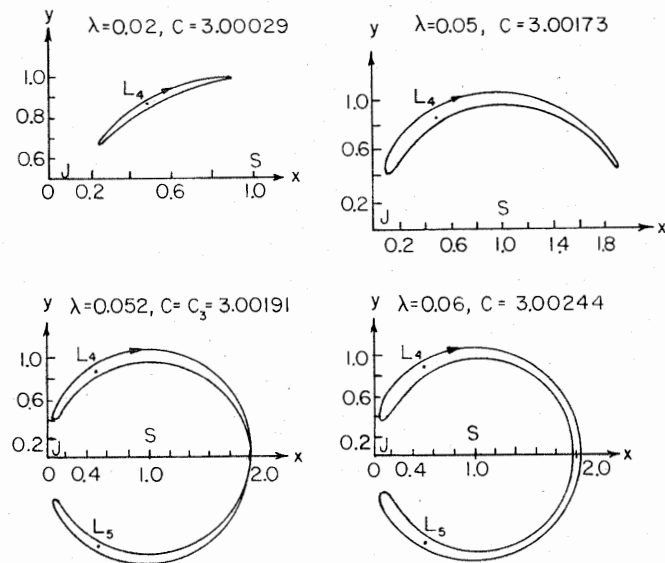 y
λ=0.02, C=3.00029
1.0
L₄
0.8
0.6
J
S
x
0
0.2
0.6
1.0
y
λ=0.05, C=3.00173
1.0
L₄
0.6
0.2
J
S
x
0
0.2
0.6
1.0
1.4
1.8
y
λ=0.052, C= C₃= 3.00191
1.0
L₄
0.6
0.2
J
S
x
0
0.4
1.0
2.0
L₅
y
λ=0.06, C = 3.00244
1.0
L₄
0.6
0.2
J
S
x
0
0.4
1.0
2.0
L₅